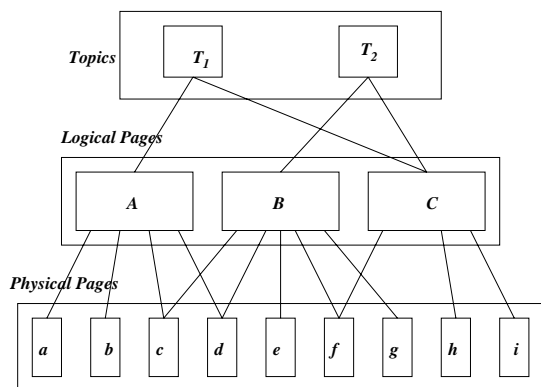 Topics
T1 T2
Logical Pages
A B C
Physical Pages
a b c d e f g h i